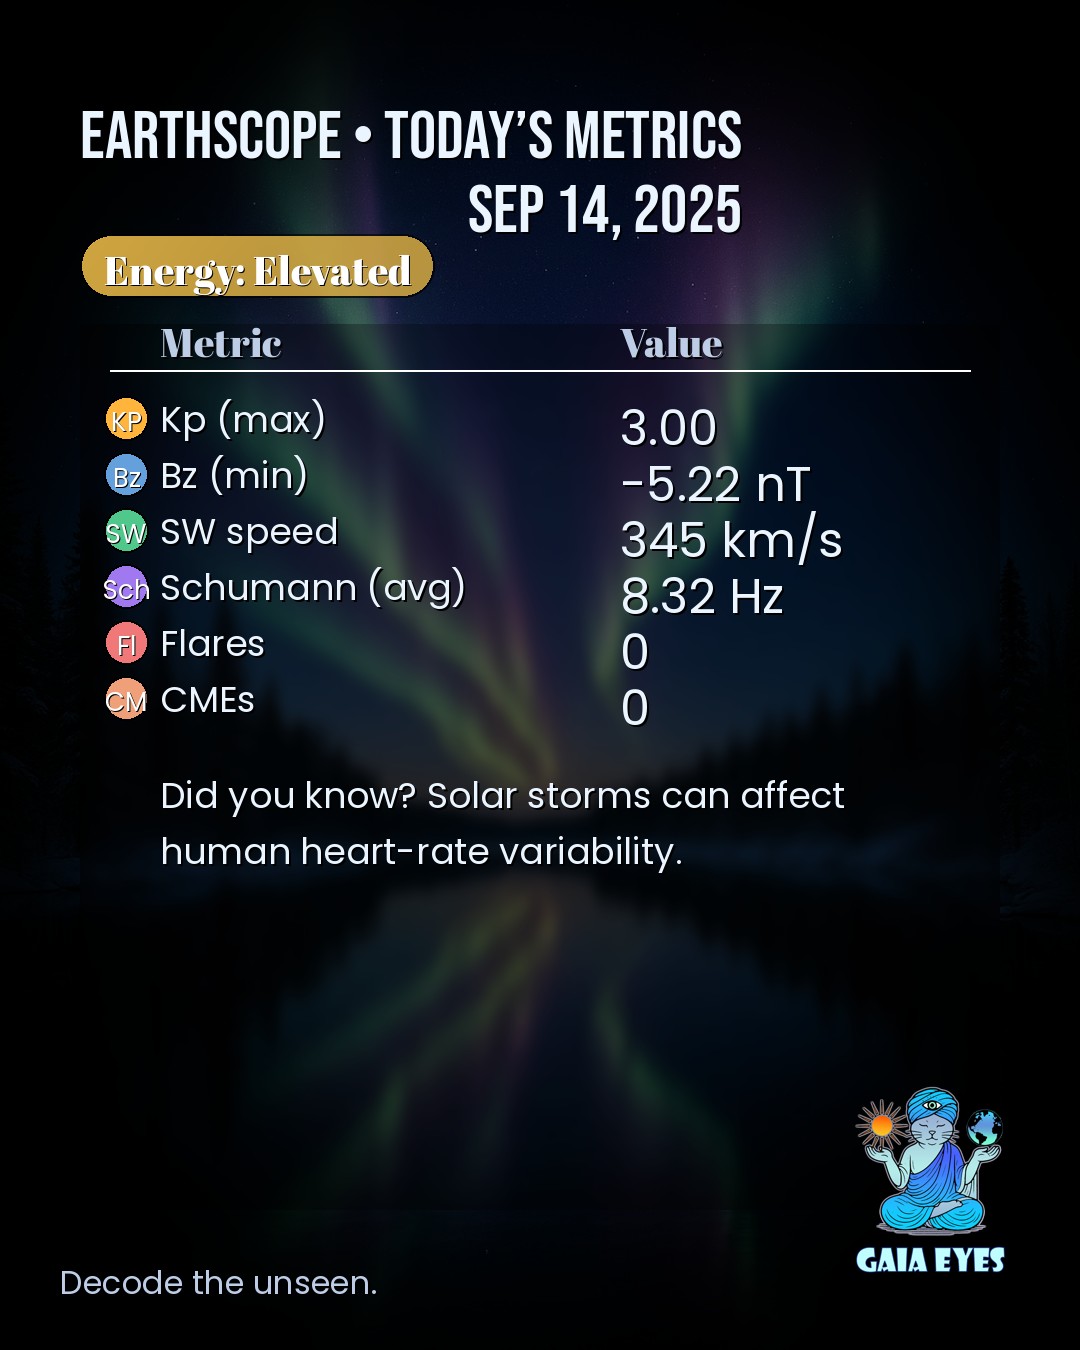 EARTHSCOPE • TODAY’S METRICS
SEP 14, 2025
Energy: Elevated
Metric Value
KP Kp (max) 3.00
Bz Bz (min) −5.22 nT
SW SW speed 345 km/s
Sch Schumann (avg) 8.32 Hz
Fl Flares 0
CM CMEs 0
Did you know? Solar storms can affect
human heart-rate variability.
GAIA EYES
Decode the unseen.